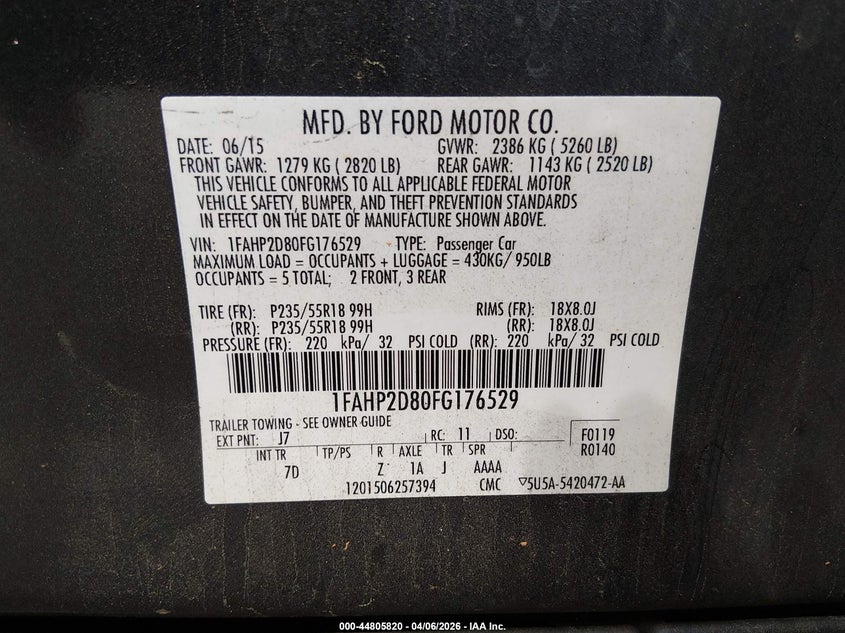 MFD. BY FORD MOTOR CO.
DATE: 06/15 GVWR: 2386 KG ( 5260 LB)
FRONT GAWR: 1279 KG ( 2820 LB) REAR GAWR: 1143 KG ( 2520 LB)
THIS VEHICLE CONFORMS TO ALL APPLICABLE FEDERAL MOTOR
VEHICLE SAFETY, BUMPER, AND THEFT PREVENTION STANDARDS
IN EFFECT ON THE DATE OF MANUFACTURE SHOWN ABOVE.
VIN: 1FAHP2D80FG176529 TYPE: Passenger Car
MAXIMUM LOAD = OCCUPANTS + LUGGAGE = 430KG/ 950LB
OCCUPANTS = 5 TOTAL; 2 FRONT, 3 REAR
TIRE (FR): P235/55R18 99H RIMS (FR): 18X8.0J
(RR): P235/55R18 99H (RR): 18X8.0J
PRESSURE (FR): 220 kPa/ 32 PSI COLD (RR): 220 kPa/ 32 PSI COLD
1FAHP2D80FG176529
TRAILER TOWING - SEE OWNER GUIDE
EXT PNT: J7 RC: 11 DSO: F0119
INT TR TP/PS R AXLE TR SPR R0140
7D Z 1A J AAAA
1201506257394 CMC ▽5U5A-5420472-AA
000-44805820 - 04/06/2026 - IAA Inc.